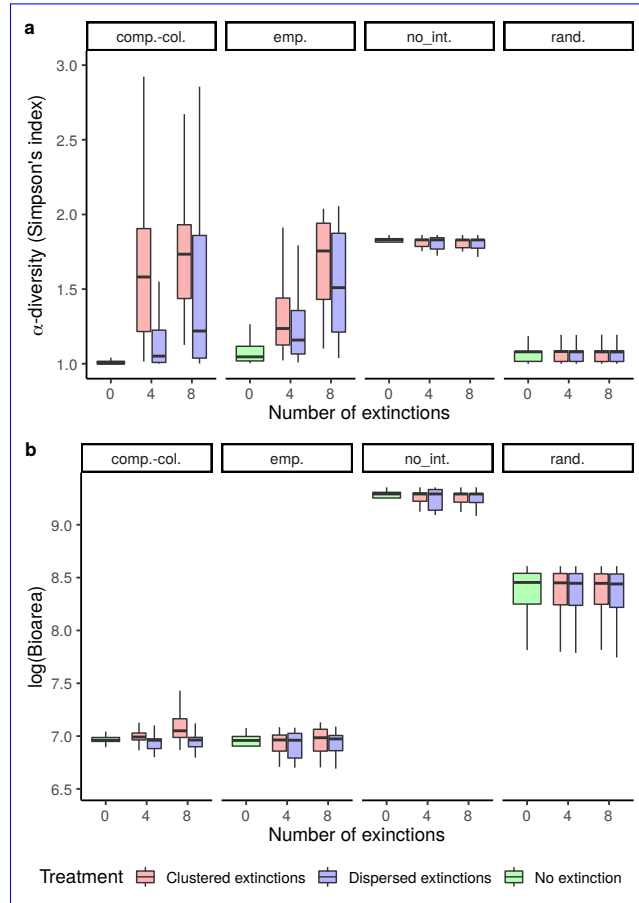 a
comp.-col. emp. no_int. rand.
α-diversity (Simpson's index)
3.0
2.5
2.0
1.5
1.0
0 4 8 0 4 8 0 4 8 0 4 8
Number of extinctions
b
comp.-col. emp. no_int. rand.
log(Bioarea)
9.0
8.5
8.0
7.5
7.0
6.5
0 4 8 0 4 8 0 4 8 0 4 8
Number of exinctions
Treatment Clustered extinctions Dispersed extinctions No extinction